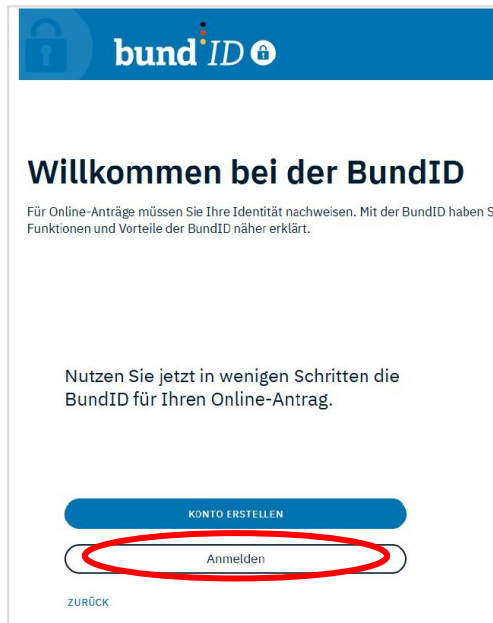 bund ID
Willkommen bei der BundID
Für Online-Anträge müssen Sie Ihre Identität nachweisen. Mit der BundID haben S
Funktionen und Vorteile der BundID näher erklärt.
Nutzen Sie jetzt in wenigen Schritten die
BundID für Ihren Online-Antrag.
KONTO ERSTELLEN
Anmelden
ZURÜCK